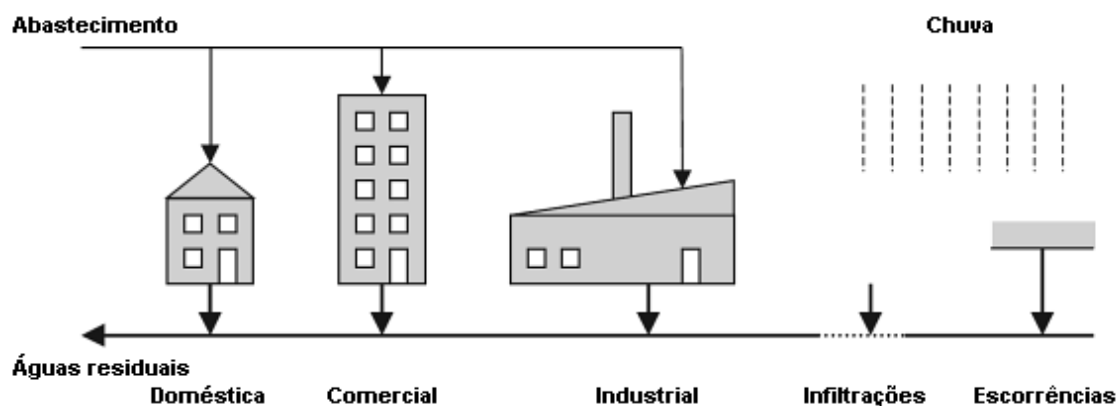 Abastecimento
Chuva
Águas residuais
Doméstica
Comercial
Industrial
Infiltrações
Escorrências